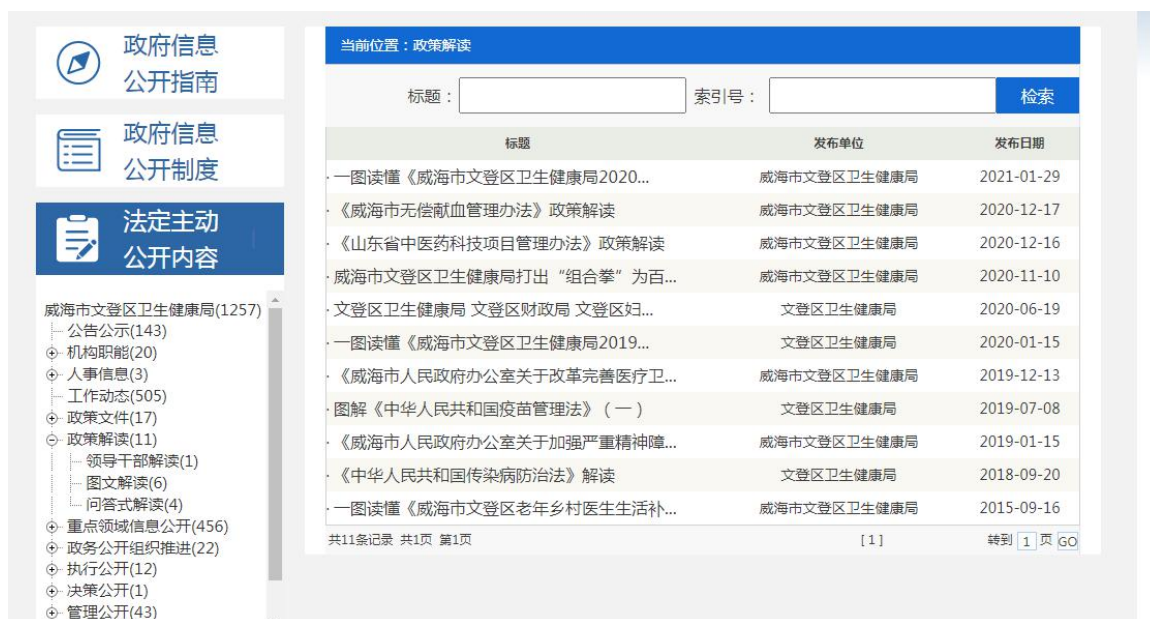 政府信息
公开指南
政府信息
公开制度
法定主动
公开内容
威海市文登区卫生健康局(1257)
公告公示(143)
机构职能(20)
人事信息(3)
工作动态(505)
政策文件(17)
政策解读(11)
领导干部解读(1)
图文解读(6)
问答式解读(4)
重点领域信息公开(456)
政务公开组织推进(22)
执行公开(12)
决策公开(1)
管理公开(43)
当前位置：政策解读
标题： 索引号： 检索
标题 发布单位 发布日期
·一图读懂《威海市文登区卫生健康局2020... 威海市文登区卫生健康局 2021-01-29
·《威海市无偿献血管理办法》政策解读 威海市文登区卫生健康局 2020-12-17
·《山东省中医药科技项目管理办法》政策解读 威海市文登区卫生健康局 2020-12-16
·威海市文登区卫生健康局打出“组合拳”为百... 威海市文登区卫生健康局 2020-11-10
·文登区卫生健康局 文登区财政局 文登区妇... 文登区卫生健康局 2020-06-19
·一图读懂《威海市文登区卫生健康局2019... 文登区卫生健康局 2020-01-15
·《威海市人民政府办公室关于改革完善医疗卫... 威海市文登区卫生健康局 2019-12-13
·图解《中华人民共和国疫苗管理法》（一） 文登区卫生健康局 2019-07-08
·《威海市人民政府办公室关于加强严重精神障... 威海市文登区卫生健康局 2019-01-15
·《中华人民共和国传染病防治法》解读 文登区卫生健康局 2018-09-20
·一图读懂《威海市文登区老年乡村医生生活补... 威海市文登区卫生健康局 2015-09-16
共11条记录 共1页 第1页 [1] 转到 1 页 GO